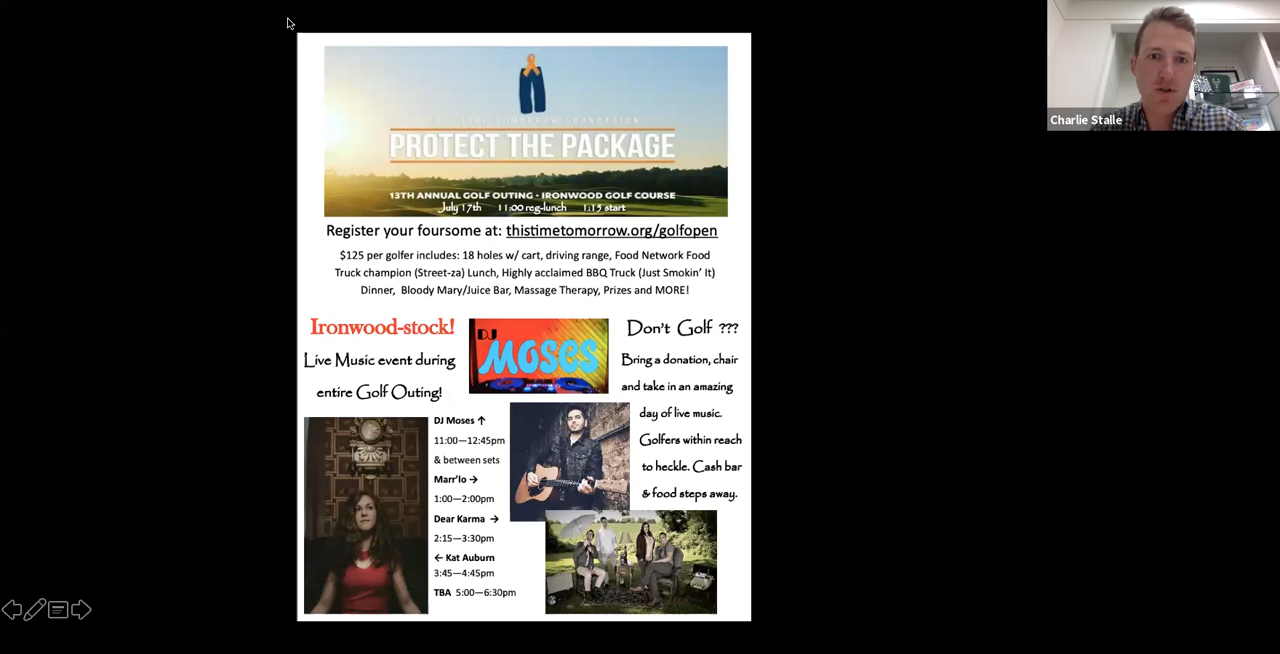 Charlie Stalle
THIS TIME TOMORROW FOUNDATION
PROTECT THE PACKAGE
13TH ANNUAL GOLF OUTING · IRONWOOD GOLF COURSE
July 17th 11:00 reg-lunch 1:15 start
Register your foursome at: thistimetomorrow.org/golfopen
$125 per golfer includes: 18 holes w/ cart, driving range, Food Network Food
Truck champion (Street-za) Lunch, Highly acclaimed BBQ Truck (Just Smokin' It)
Dinner, Bloody Mary/Juice Bar, Massage Therapy, Prizes and MORE!
Ironwood-stock!
Live Music event during
entire Golf Outing!
DJ
MOSES
Don't Golf ???
Bring a donation, chair
and take in an amazing
day of live music.
Golfers within reach
to heckle. Cash bar
& food steps away.
DJ Moses ↑
11:00—12:45pm
& between sets
Marr'lo →
1:00—2:00pm
Dear Karma →
2:15—3:30pm
← Kat Auburn
3:45—4:45pm
TBA 5:00—6:30pm